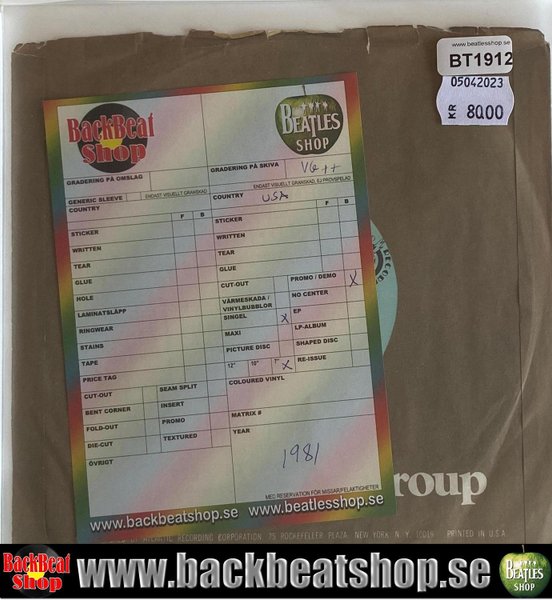 www.beatlesshop.se
BT1912
05042023
KR 80.00
BackBeat
Shop
BEATLES
SHOP
GRADERING PÅ OMSLAG
GRADERING PÅ SKIVA
VG++
GENERIC SLEEVE
ENDAST VISUELLT GRANSKAD
ENDAST VISUELLT GRANSKAD, EJ PROVSPELAD
COUNTRY
COUNTRY
USA
F B
F B
STICKER
STICKER
WRITTEN
WRITTEN
TEAR
TEAR
GLUE
GLUE
HOLE
CUT-OUT
PROMO / DEMO
X
LAMINATSLÄPP
VÄRMESKADA /
VINYLBUBBLOR
NO CENTER
RINGWEAR
SINGEL
X
EP
STAINS
MAXI
LP-ALBUM
TAPE
PICTURE DISC
SHAPED DISC
PRICE TAG
12" 10" 7"
X
RE-ISSUE
CUT-OUT
SEAM SPLIT
COLOURED VINYL
BENT CORNER
INSERT
FOLD-OUT
PROMO
MATRIX #
DIE-CUT
TEXTURED
YEAR
ÖVRIGT
1981
MED RESERVATION FÖR MISSAR/FELAKTIGHETER
www.backbeatshop.se
www.beatlesshop.se
roup
ATLANTIC RECORDING CORPORATION, 75 ROCKEFELLER PLAZA, NEW YORK, N.Y. 10019 PRINTED IN U.S.A.
BackBeat
Shop
www.backbeatshop.se
BEATLES
SHOP